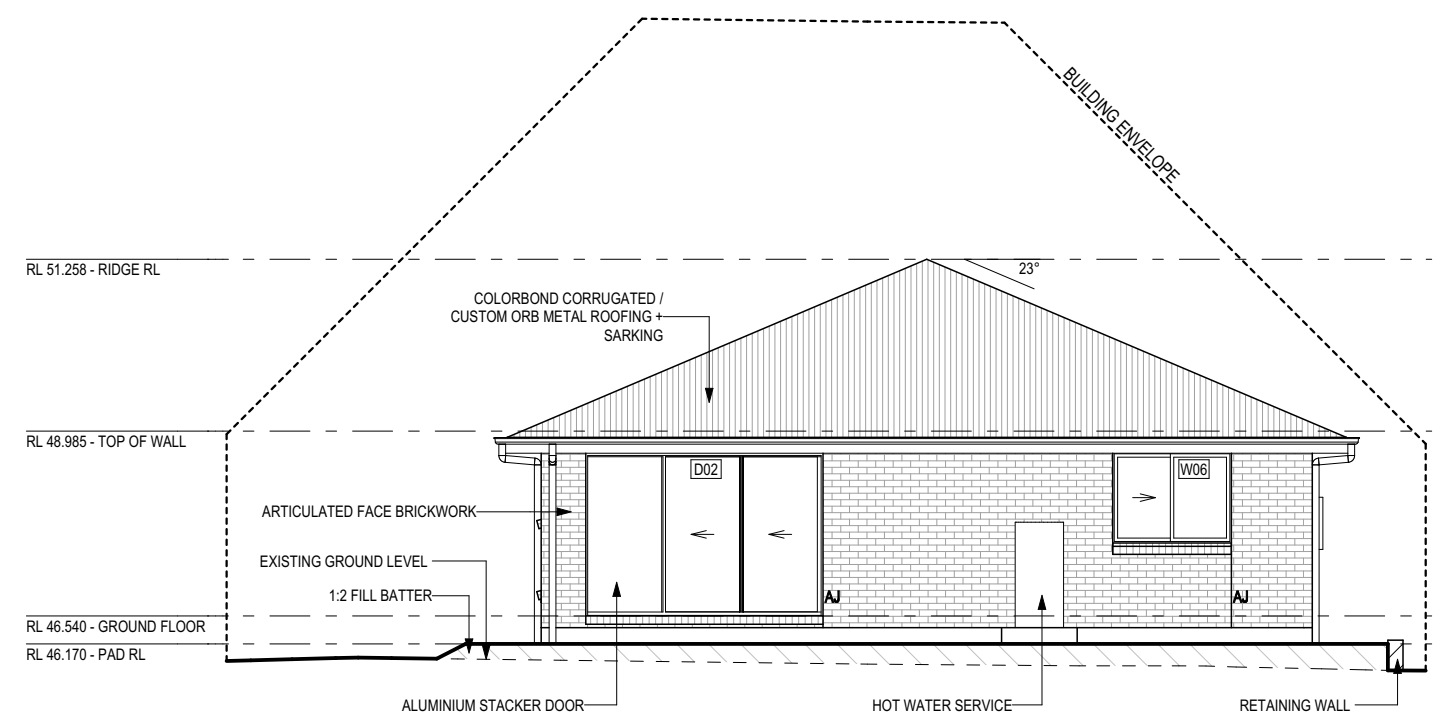 BUILDING ENVELOPE
RL 51.258 - RIDGE RL
23°
COLORBOND CORRUGATED /
CUSTOM ORB METAL ROOFING +
SARKING
RL 48.985 - TOP OF WALL
D02
W06
ARTICULATED FACE BRICKWORK
EXISTING GROUND LEVEL
1:2 FILL BATTER
AJ
AJ
RL 46.540 - GROUND FLOOR
RL 46.170 - PAD RL
ALUMINIUM STACKER DOOR
HOT WATER SERVICE
RETAINING WALL